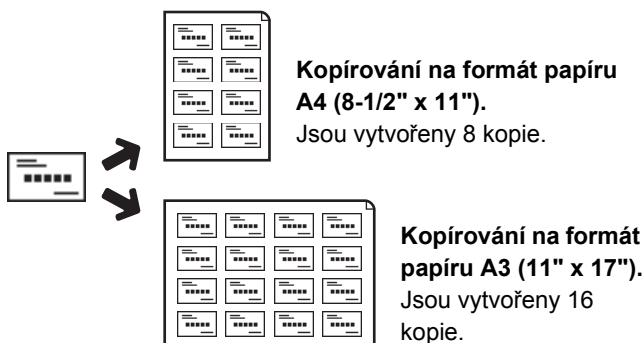 Kopírování na formát papíru
A4 (8-1/2" x 11").
Jsou vytvořeny 8 kopie.
Kopírování na formát
papíru A3 (11" x 17").
Jsou vytvořeny 16
kopie.